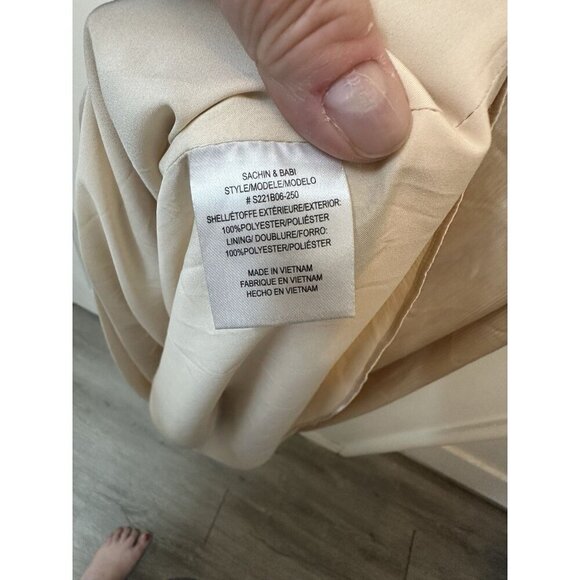 SACHIN & BABI
STYLE/MODELE/MODELO
# S221B06-250
SHELL/ÉTOFFE EXTÉRIEURE/EXTERIOR:
100%POLYESTER/POLIÉSTER
LINING/ DOUBLURE/FORRO:
100%POLYESTER/POLIÉSTER
MADE IN VIETNAM
FABRIQUE EN VIETNAM
HECHO EN VIETNAM